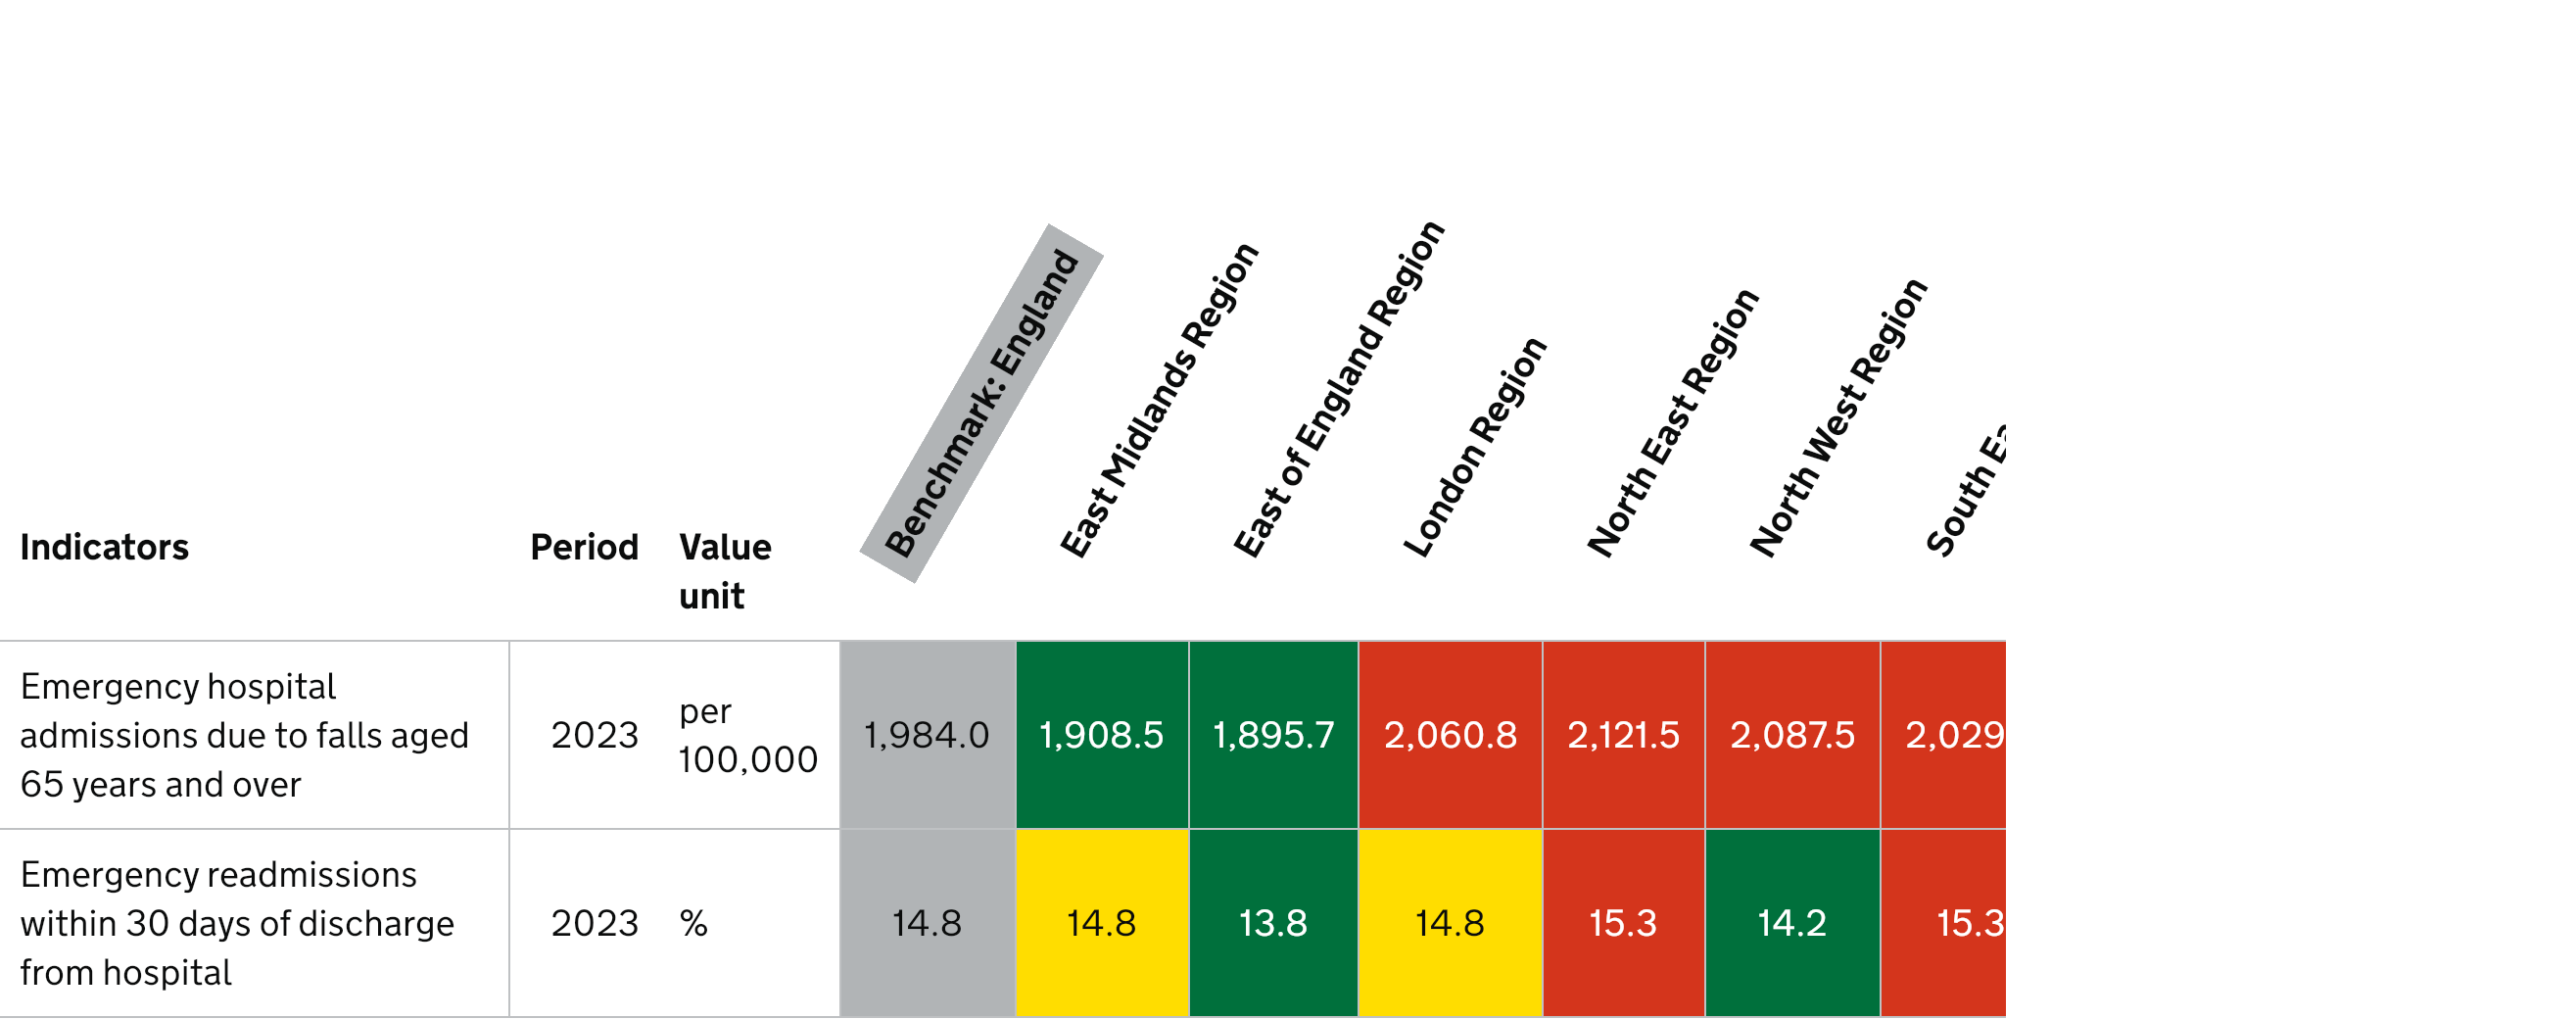 Benchmark: England
East Midlands Region
East of England Region
London Region
North East Region
North West Region
South
Indicators
Period
Value
unit
Emergency hospital
admissions due to falls aged
65 years and over
2023
per
100,000
1,984.0
1,908.5
1,895.7
2,060.8
2,121.5
2,087.5
2,029
Emergency readmissions
within 30 days of discharge
from hospital
2023
%
14.8
14.8
13.8
14.8
15.3
14.2
15.3